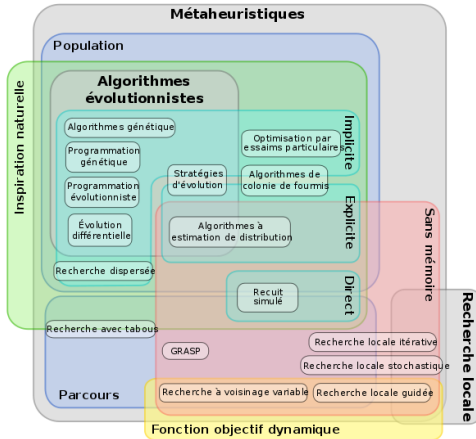 Métaheuristiques
Population
Inspiration naturelle
Algorithmes
évolutionnistes
Implicite
Algorithmes génétique
Optimisation par
essaims particulaires
Programmation
génétique
Stratégies
d'évolution
Algorithmes de
colonie de fourmis
Programmation
évolutionniste
Explicite
Sans mémoire
Évolution
différentielle
Algorithmes à
estimation de distribution
Recherche dispersée
Direct
Recuit
simulé
Recherche locale
Recherche avec tabous
Recherche locale itérative
GRASP
Recherche locale stochastique
Parcours
Recherche à voisinage variable
Recherche locale guidée
Fonction objectif dynamique